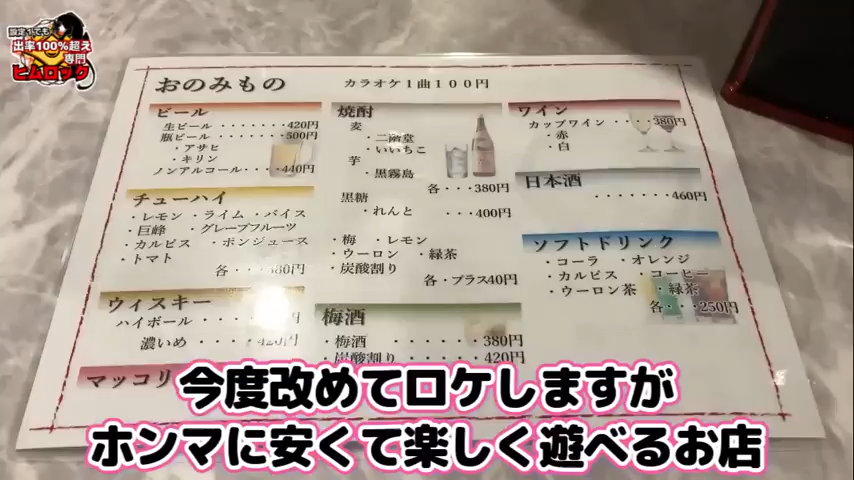 設定1でも
出率100%超え
専門
ヒムロック
おのみもの
カラオケ1曲100円
ビール
生ビール ・・・・・・・420円
瓶ビール ・・・・・・・500円
・アサヒ
・キリン
ノンアルコール・・・・440円
チューハイ
・レモン ・ライム ・バイス
・巨峰 ・グレープフルーツ
・カルピス ・ポンジュース
・トマト
各・・・380円
ウィスキー
ハイボール ・・・・・・・円
濃いめ ・・・・420円
マッコリ
焼酎
麦
・二階堂
・いいちこ
芋
・黒霧島
各・・・380円
黒糖
・れんと ・・・400円
・梅 ・レモン
・ウーロン ・緑茶
・炭酸割り
各・プラス40円
梅酒
・梅酒 ・・・・・・380円
・炭酸割り ・・・・・420円
ワイン
カップワイン ・・・380円
・赤
・白
日本酒
・・・・・・・460円
ソフトドリンク
・コーラ ・オレンジ
・カルピス ・コーヒー
・ウーロン茶 ・緑茶
各・・・250円
今度改めてロケしますが
ホンマに安くて楽しく遊べるお店